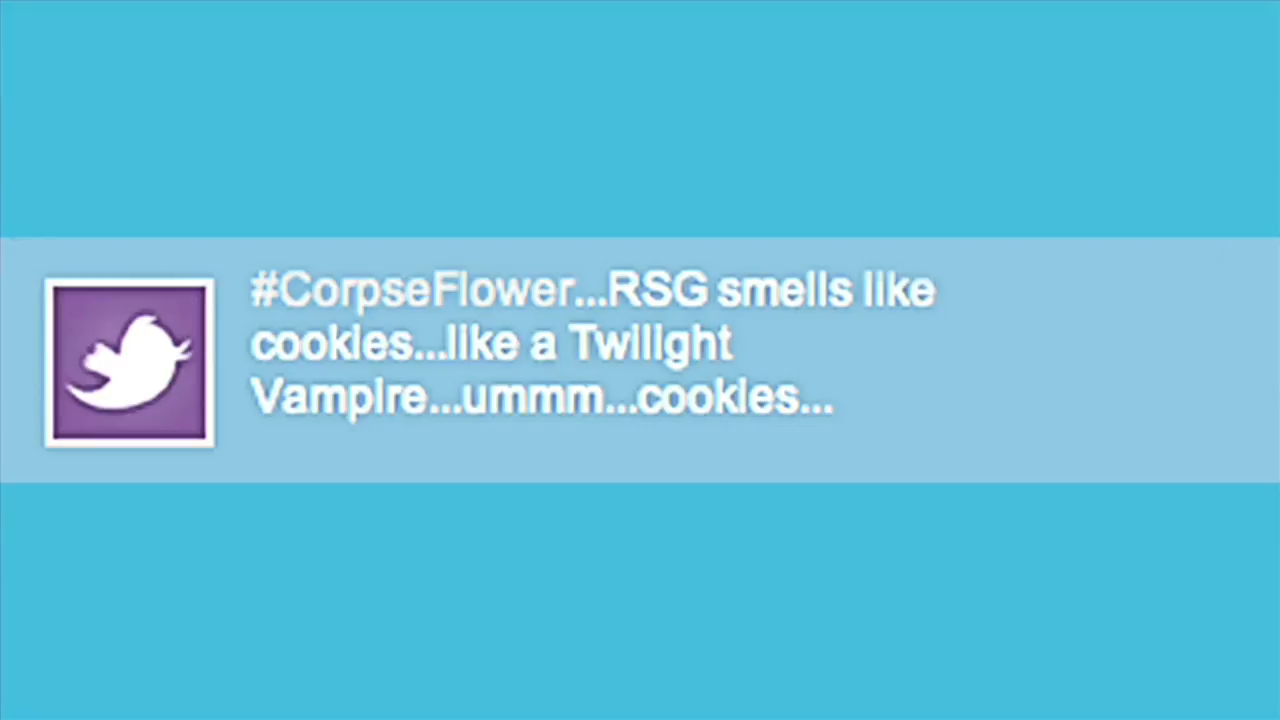 #CorpseFlower...RSG smells like
cookies...like a Twilight
Vampire...ummm...cookies...